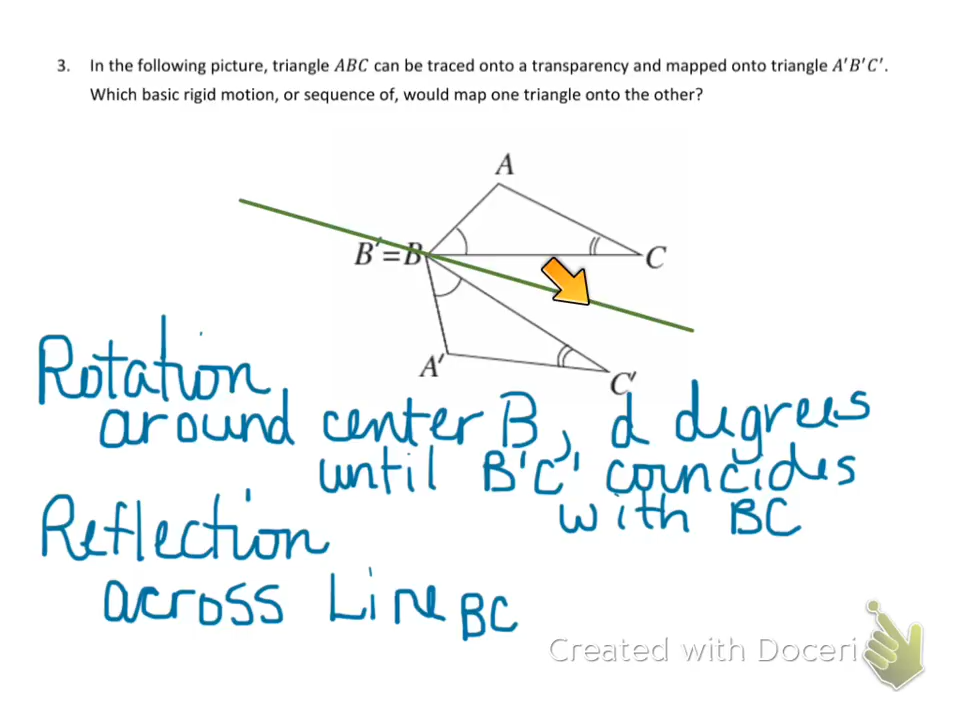 3. In the following picture, triangle ABC can be traced onto a transparency and mapped onto triangle A′B′C′.
Which basic rigid motion, or sequence of, would map one triangle onto the other?
A
B′=B
C
A′
C′
Rotation
around center B, d degrees
until B'C' coincides
with BC
Reflection
across Line BC
Created with Doceri